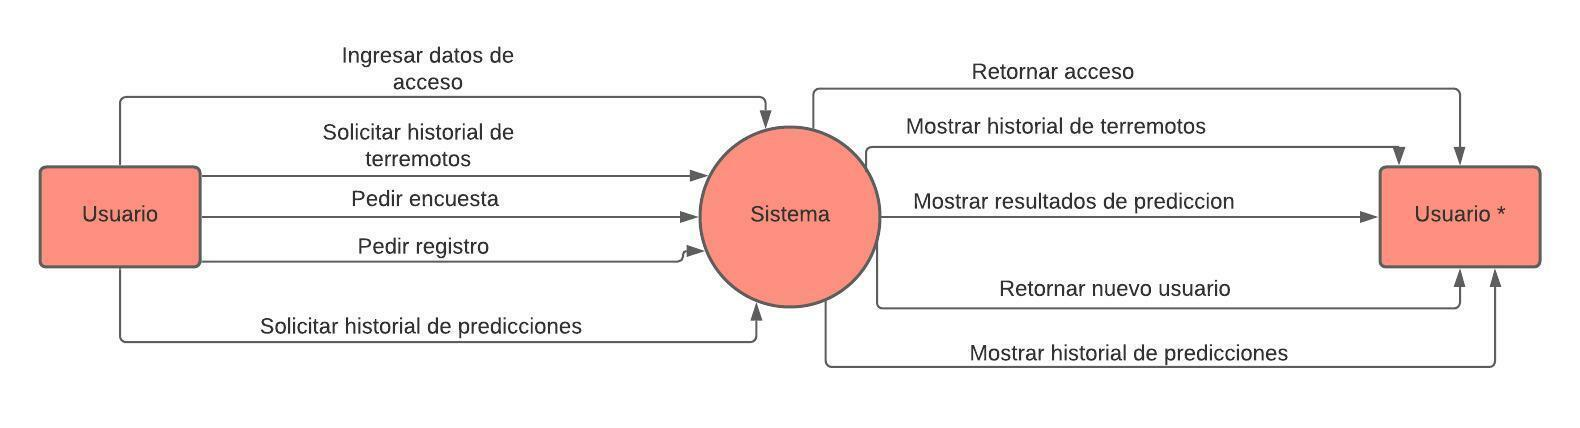 Ingresar datos de
acceso
Solicitar historial de
terremotos
Usuario
Pedir encuesta
Pedir registro
Solicitar historial de predicciones
Sistema
Retornar acceso
Mostrar historial de terremotos
Mostrar resultados de prediccion
Usuario *
Retornar nuevo usuario
Mostrar historial de predicciones